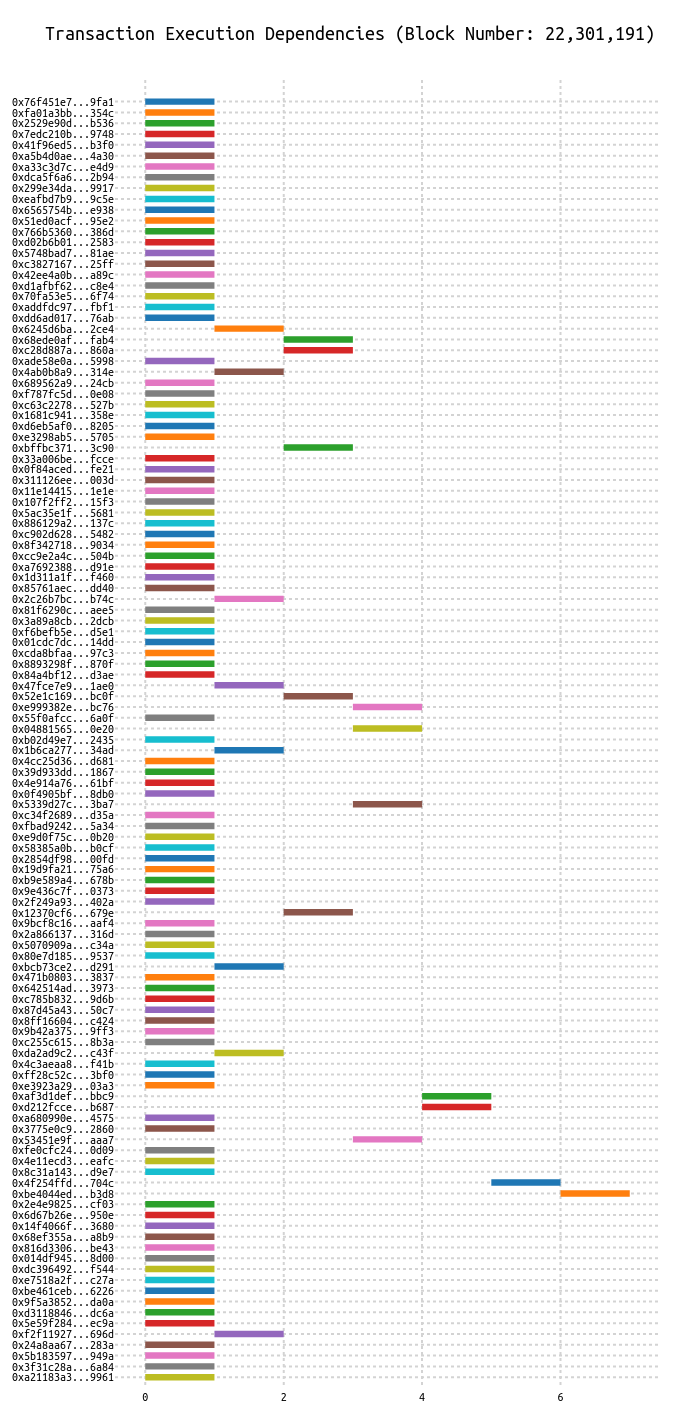 Transaction Execution Dependencies (Block Number: 22,301,191)
0x76f451e7...9fa1
0xfa01a3bb...354c
0x2529e90d...b536
0x7edc210b...9748
0x41f96ed5...b3f0
0xa5b4d0ae...4a30
0xa33c3d7c...e4d9
0xdca5f6a6...2b94
0x299e34da...9917
0xeafbd7b9...9c5e
0x6565754b...e938
0x51ed0acf...95e2
0x766b5360...386d
0xd02b6b01...2583
0x5748bad7...81ae
0xc3827167...25ff
0x42ee4a0b...a89c
0xd1afbf62...c8e4
0x70fa53e5...6f74
0xaddfdc97...fbf1
0xdd6ad017...76ab
0x6245d6ba...2ce4
0x68ede0af...fab4
0xc28d887a...860a
0xade58e0a...5998
0x4ab0b8a9...314e
0x689562a9...24cb
0xf787fc5d...0e08
0xc63c2278...527b
0x1681c941...358e
0xd6eb5af0...8205
0xe3298ab5...5705
0xbffbc371...3c90
0x33a006be...fcce
0x0f84aced...fe21
0x311126ee...003d
0x11e14415...1e1e
0x107f2ff2...15f3
0x5ac35e1f...5681
0x886129a2...137c
0xc902d628...5482
0x8f342718...9034
0xcc9e2a4c...504b
0xa7692388...d91e
0x1d311a1f...f460
0x85761aec...dd40
0x2c26b7bc...b74c
0x81f6290c...aee5
0x3a89a8cb...2dcb
0xf6befb5e...d5e1
0x01cdc7dc...14dd
0xcda8bfaa...97c3
0x8893298f...870f
0x84a4bf12...d3ae
0x47fce7e9...1ae0
0x52e1c169...bc0f
0xe999382e...bc76
0x55f0afcc...6a0f
0x04881565...0e20
0xb02d49e7...2435
0x1b6ca277...34ad
0x4cc25d36...d681
0x39d933dd...1867
0x4e914a76...61bf
0x0f4905bf...8db0
0x5339d27c...3ba7
0xc34f2689...d35a
0xfbad9242...5a34
0xe9d0f75c...0b20
0x58385a0b...b0cf
0x2854df98...00fd
0x19d9fa21...75a6
0xb9e589a4...678b
0x9e436c7f...0373
0x2f249a93...402a
0x12370cf6...679e
0x9bcf8c16...aaf4
0x2a866137...316d
0x5070909a...c34a
0x80e7d185...9537
0xbcb73ce2...d291
0x471b0803...3837
0x642514ad...3973
0xc785b832...9d6b
0x87d45a43...50c7
0x8ff16604...c424
0x9b42a375...9ff3
0xc255c615...8b3a
0xda2ad9c2...c43f
0x4c3aeaa8...f41b
0xff28c52c...3bf0
0xe3923a29...03a3
0xaf3d1def...bbc9
0xd212fcce...b687
0xa680990e...4575
0x3775e0c9...2860
0x53451e9f...aaa7
0xfe0cfc24...0d09
0x4e11ecd3...eafc
0x8c31a143...d9e7
0x4f254ffd...704c
0xbe4044ed...b3d8
0x2e4e9825...cf03
0x6d67b26e...950e
0x14f4066f...3680
0x68ef355a...a8b9
0x816d3306...be43
0x014df945...8d00
0xdc396492...f544
0xe7518a2f...c27a
0xbe461ceb...6226
0x9f5a3852...da0a
0xd3118846...dc6a
0x5e59f284...ec9a
0xf2f11927...696d
0x24a8aa67...283a
0x5b183597...949a
0x3f31c28a...6a84
0xa21183a3...9961
0 2 4 6